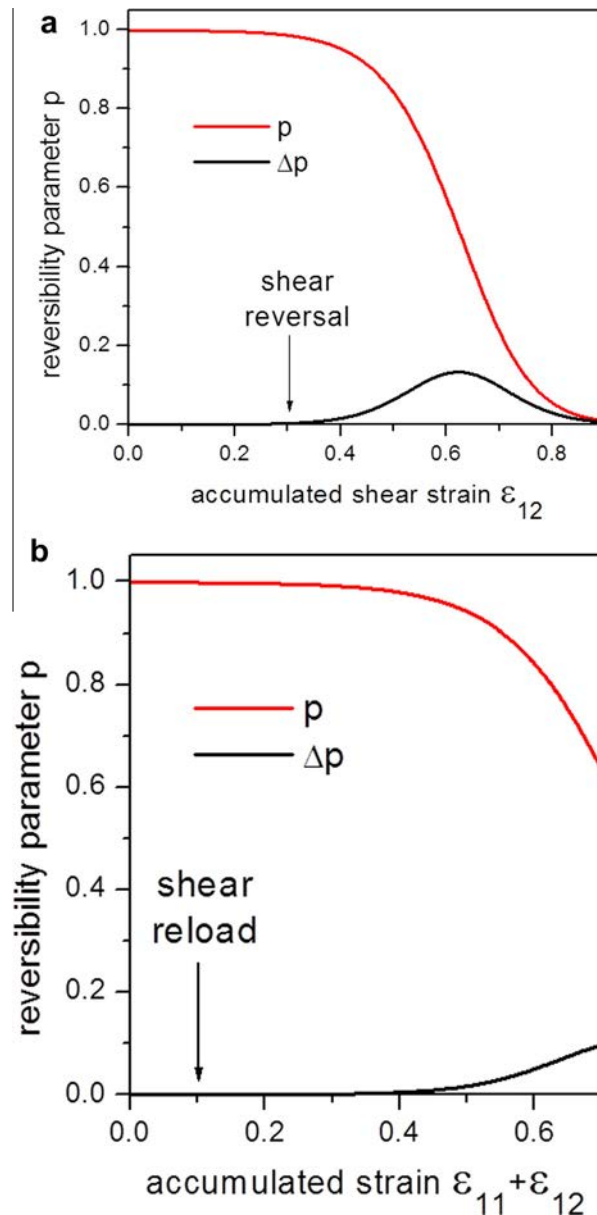 a
1.0
0.8
0.6
0.4
0.2
0.0
reversibility parameter p
p
Δp
shear
reversal
0.0 0.2 0.4 0.6 0.8
accumulated shear strain ε12
b
1.0
0.8
0.6
0.4
0.2
0.0
reversibility parameter p
p
Δp
shear
reload
0.0 0.2 0.4 0.6
accumulated strain ε11+ε12